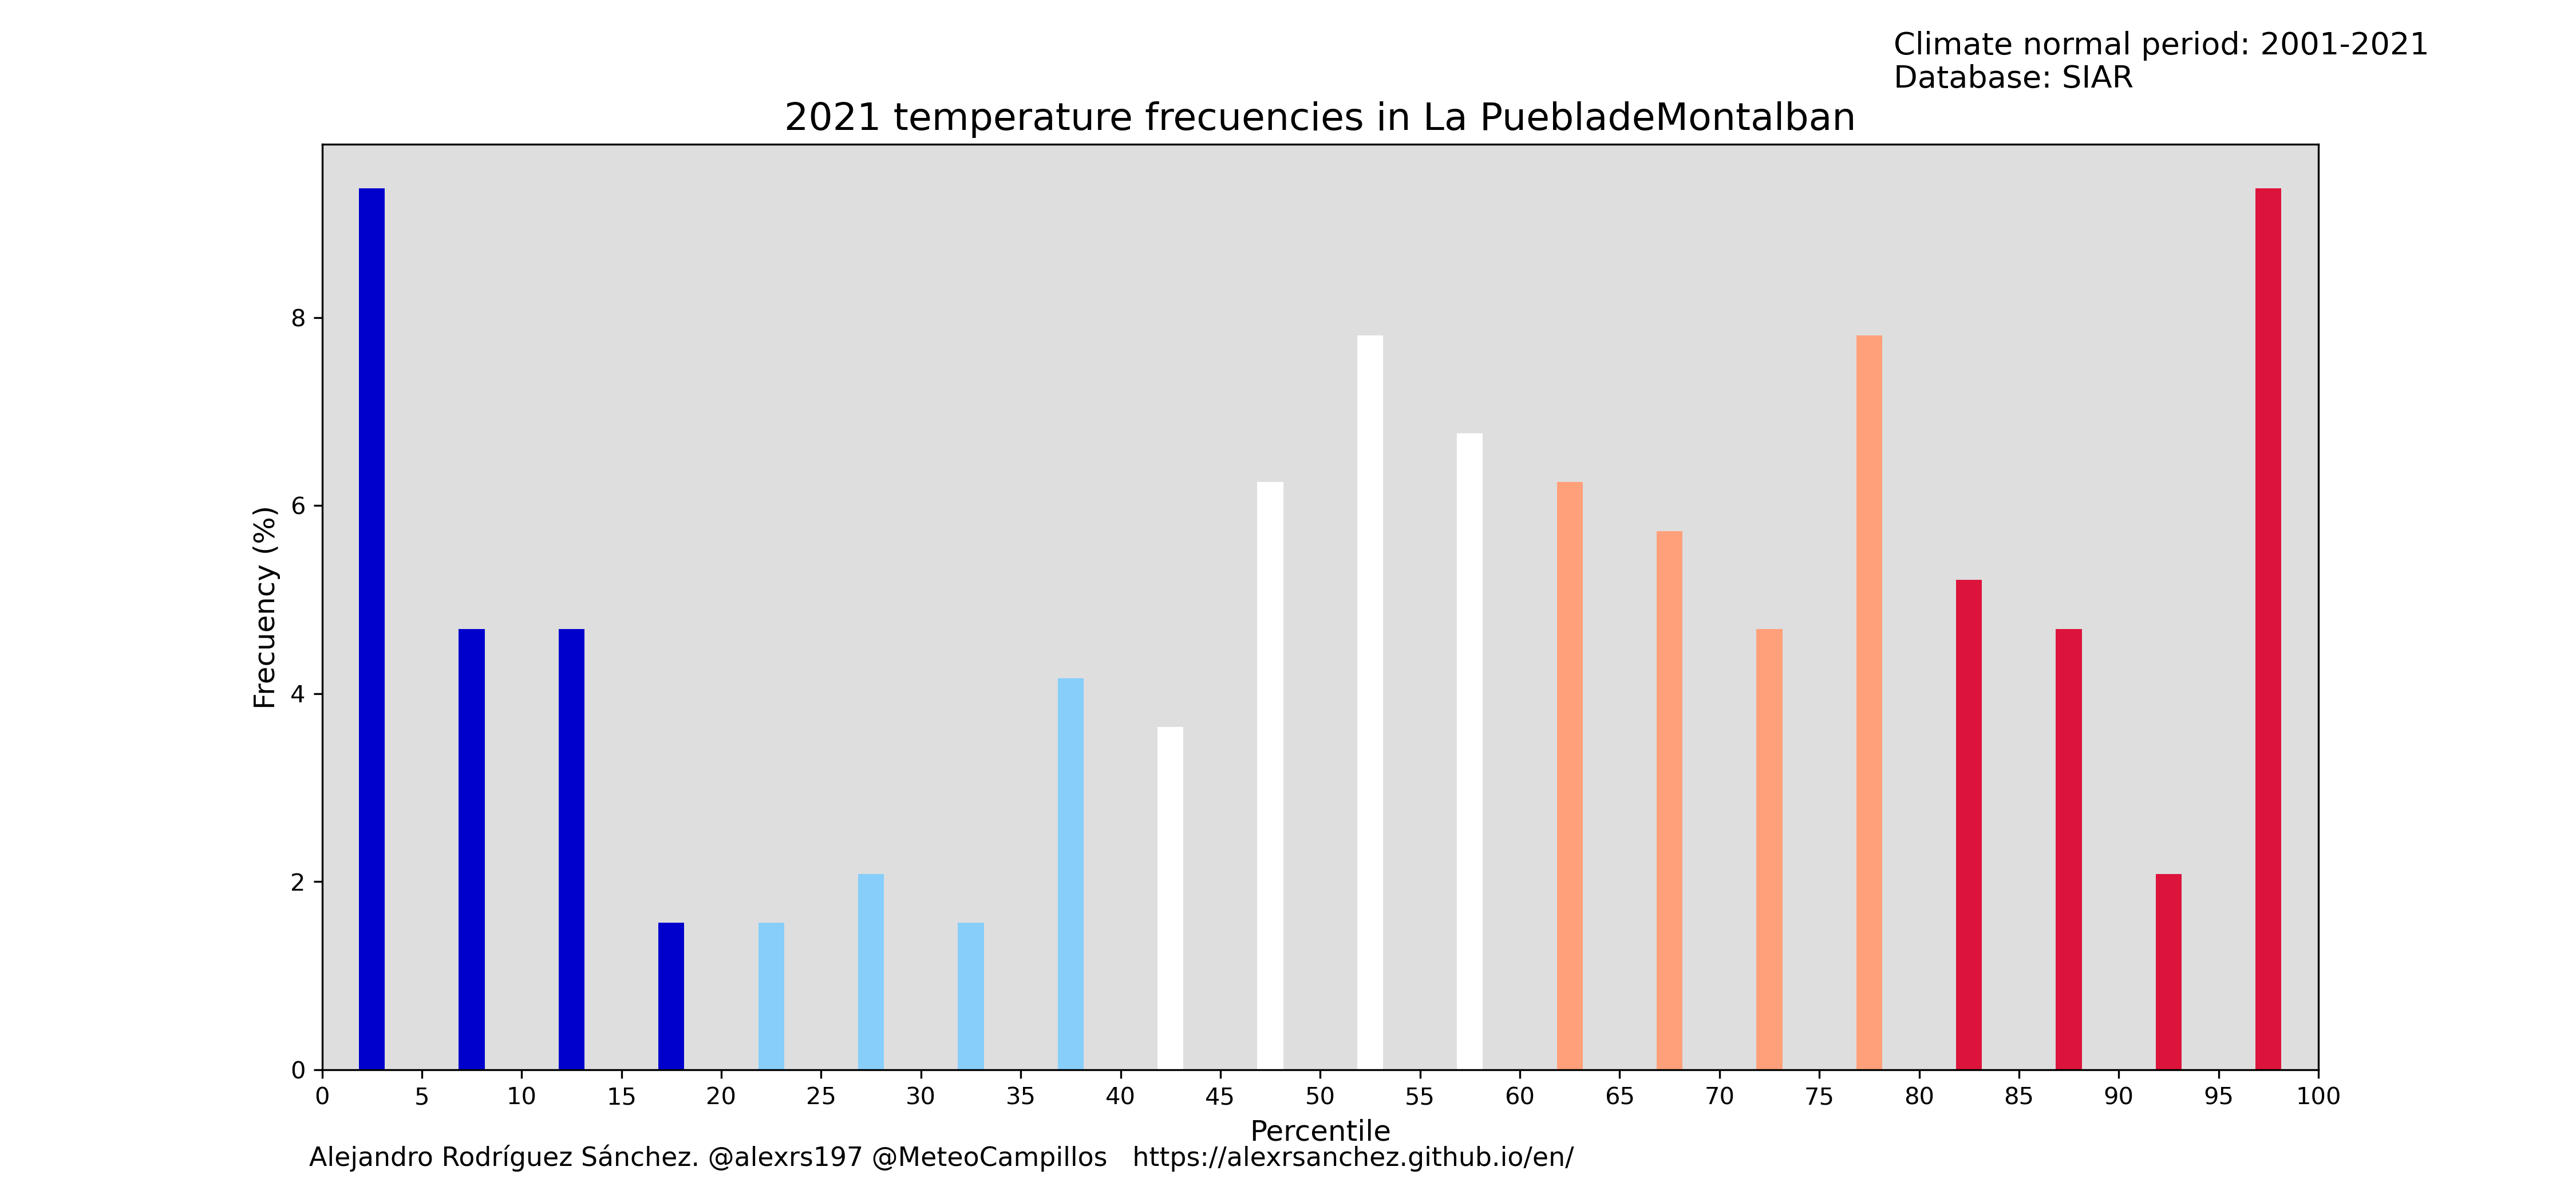 Climate normal period: 2001-2021
Database: SIAR
2021 temperature frecuencies in La PuebladeMontalban
8
6
4
2
0
Frecuency (%)
0 5 10 15 20 25 30 35 40 45 50 55 60 65 70 75 80 85 90 95 100
Percentile
Alejandro Rodríguez Sánchez. @alexrs197 @MeteoCampillos https://alexrsanchez.github.io/en/